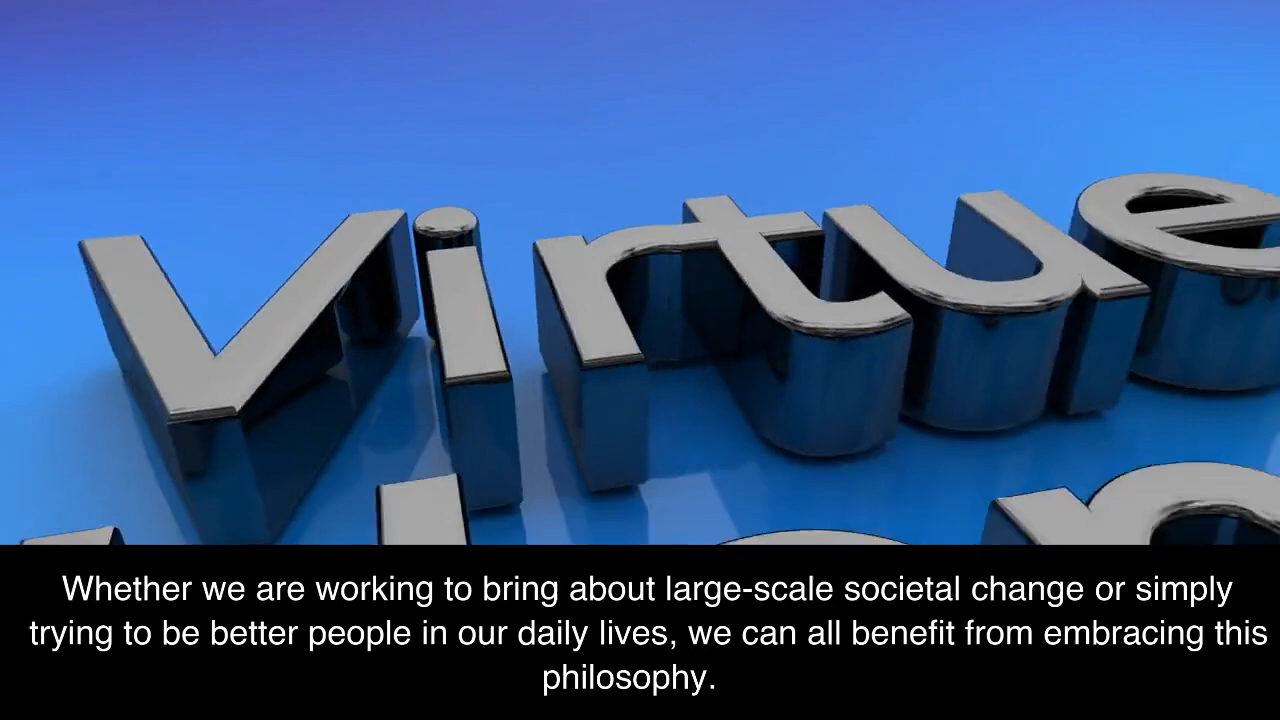 Virtue
Whether we are working to bring about large-scale societal change or simply
trying to be better people in our daily lives, we can all benefit from embracing this
philosophy.